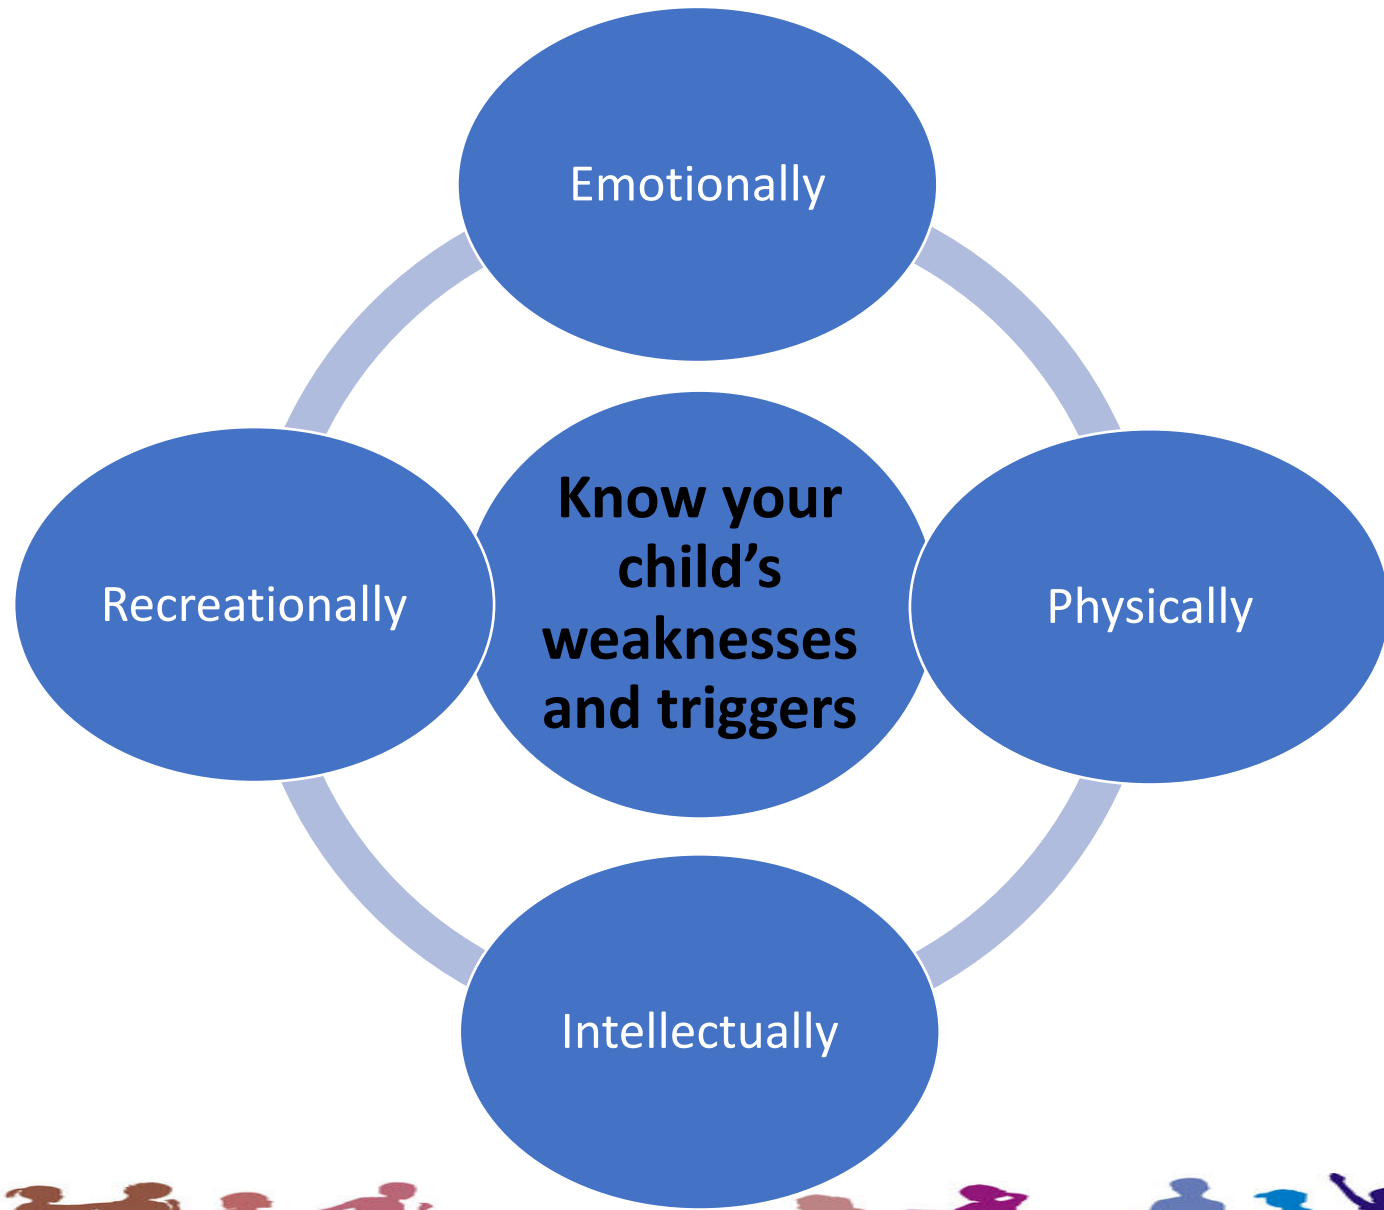 Emotionally
Know your
child’s
weaknesses
and triggers
Recreationally
Physically
Intellectually